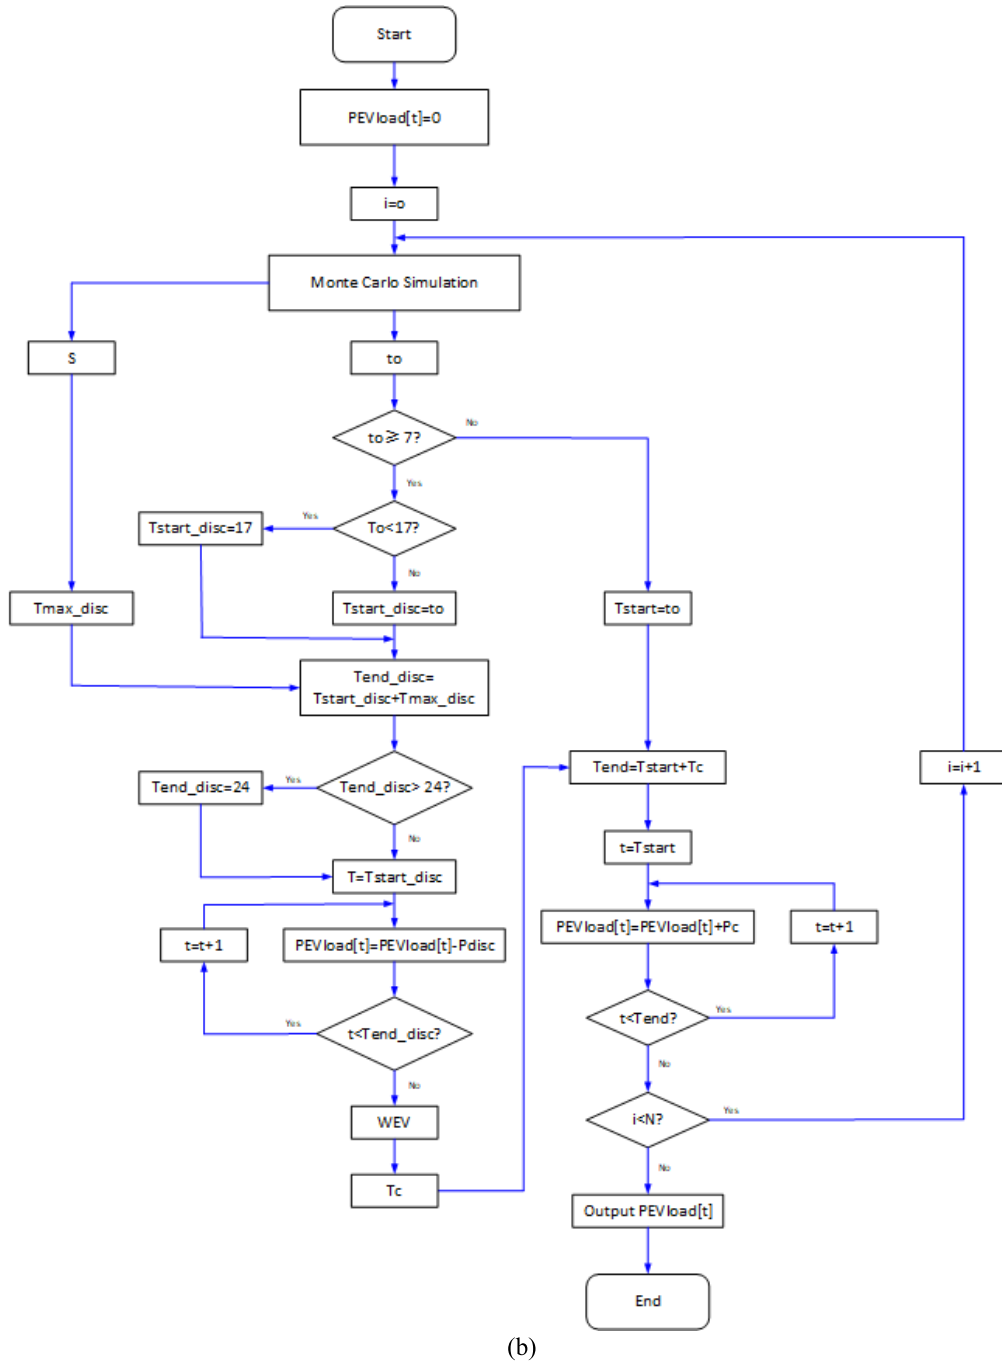 Start
PEVload[t]=0
i=o
Monte Carlo Simulation
S
to
to≥ 7?
No
Yes
To<17?
Yes
Tstart_disc=17
No
Tmax_disc
Tstart_disc=to
Tstart=to
Tend_disc=
Tstart_disc+Tmax_disc
Tend_disc> 24?
Yes
Tend_disc=24
No
Tend=Tstart+Tc
i=i+1
t=Tstart
T=Tstart_disc
t=t+1
PEVload[t]=PEVload[t]-Pdisc
PEVload[t]=PEVload[t]+Pc
t=t+1
t<Tend_disc?
Yes
No
t<Tend?
Yes
No
WEV
i<N?
Yes
No
Tc
Output PEVload[t]
End
(b)